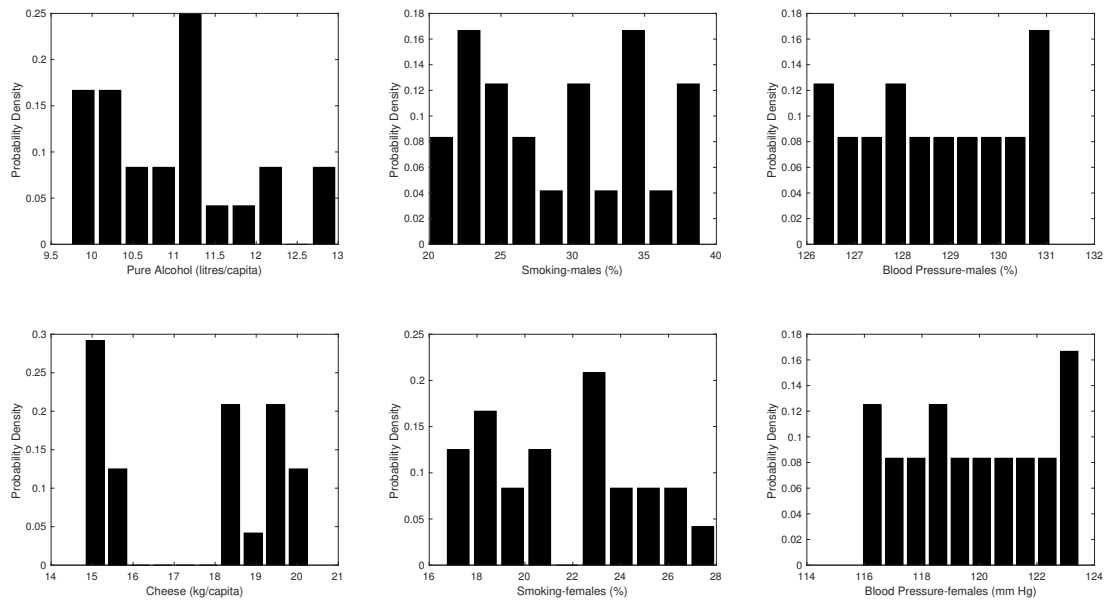 0.25
0.2
0.15
0.1
0.05
0
9.5 10 10.5 11 11.5 12 12.5 13
Pure Alcohol (litres/capita)
Probability Density
0.18
0.16
0.14
0.12
0.1
0.08
0.06
0.04
0.02
0
20 25 30 35 40
Smoking-males (%)
Probability Density
0.18
0.16
0.14
0.12
0.1
0.08
0.06
0.04
0.02
0
126 127 128 129 130 131 132
Blood Pressure-males (%)
Probability Density
0.3
0.25
0.2
0.15
0.1
0.05
0
14 15 16 17 18 19 20 21
Cheese (kg/capita)
Probability Density
0.25
0.2
0.15
0.1
0.05
0
16 18 20 22 24 26 28
Smoking-females (%)
Probability Density
0.18
0.16
0.14
0.12
0.1
0.08
0.06
0.04
0.02
0
114 116 118 120 122 124
Blood Pressure-females (mm Hg)
Probability Density